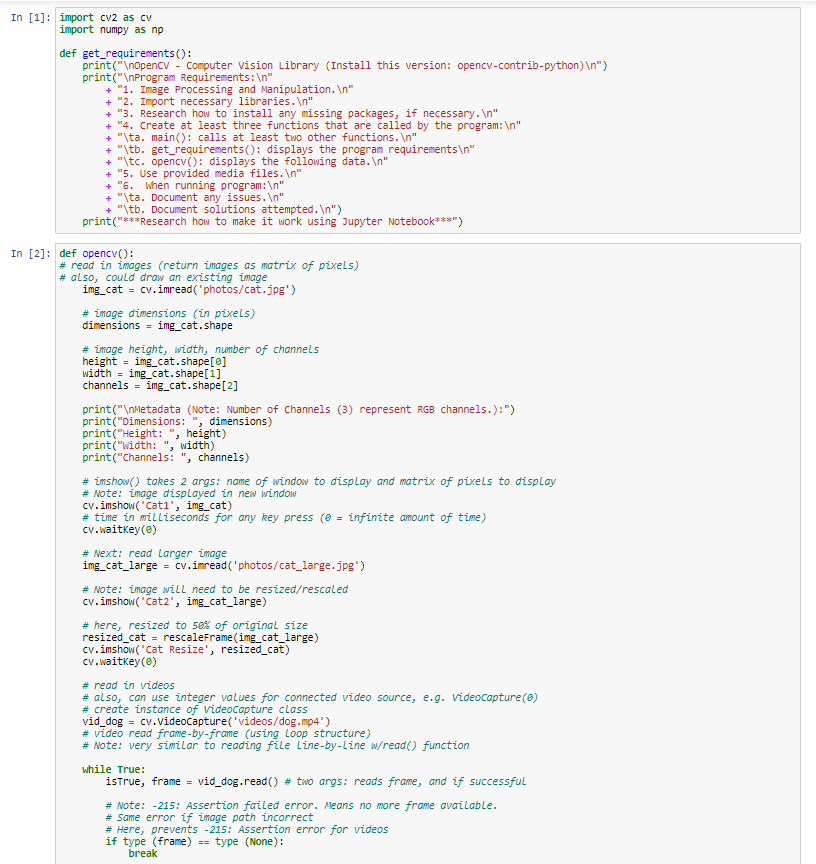 In [1]: import cv2 as cv
import numpy as np
def get_requirements():
print("\nOpenCV - Computer Vision Library (Install this version: opencv-contrib-python)\n")
print("\nProgram Requirements:\n"
+ "1. Image Processing and Manipulation.\n"
+ "2. Import necessary libraries.\n"
+ "3. Research how to install any missing packages, if necessary.\n"
+ "4. Create at least three functions that are called by the program:\n"
+ "\ta. main(): calls at least two other functions.\n"
+ "\tb. get_requirements(): displays the program requirements\n"
+ "\tc. opencv(): displays the following data.\n"
+ "5. Use provided media files.\n"
+ "6.  When running program:\n"
+ "\ta. Document any issues.\n"
+ "\tb. Document solutions attempted.\n")
print("***Research how to make it work using Jupyter Notebook***")
In [2]: def opencv():
# read in images (return images as matrix of pixels)
# also, could draw an existing image
img_cat = cv.imread('photos/cat.jpg')
# image dimensions (in pixels)
dimensions = img_cat.shape
# image height, width, number of channels
height = img_cat.shape[0]
width = img_cat.shape[1]
channels = img_cat.shape[2]
print("\nMetadata (Note: Number of Channels (3) represent RGB channels.):")
print("Dimensions: ", dimensions)
print("Height: ", height)
print("Width: ", width)
print("Channels: ", channels)
# imshow() takes 2 args: name of window to display and matrix of pixels to display
# Note: image displayed in new window
cv.imshow('Cat1', img_cat)
# time in milliseconds for any key press (0 = infinite amount of time)
cv.waitKey(0)
# Next: read larger image
img_cat_large = cv.imread('photos/cat_large.jpg')
# Note: image will need to be resized/rescaled
cv.imshow('Cat2', img_cat_large)
# here, resized to 50% of original size
resized_cat = rescaleFrame(img_cat_large)
cv.imshow('Cat Resize', resized_cat)
cv.waitKey(0)
# read in videos
# also, can use integer values for connected video source, e.g. VideoCapture(0)
# create instance of VideoCapture class
vid_dog = cv.VideoCapture('videos/dog.mp4')
# video read frame-by-frame (using loop structure)
# Note: very similar to reading file line-by-line w/read() function
while True:
isTrue, frame = vid_dog.read() # two args: reads frame, and if successful
# Note: -215: Assertion failed error. Means no more frame available.
# Same error if image path incorrect
# Here, prevents -215: Assertion error for videos
if type (frame) == type (None):
break